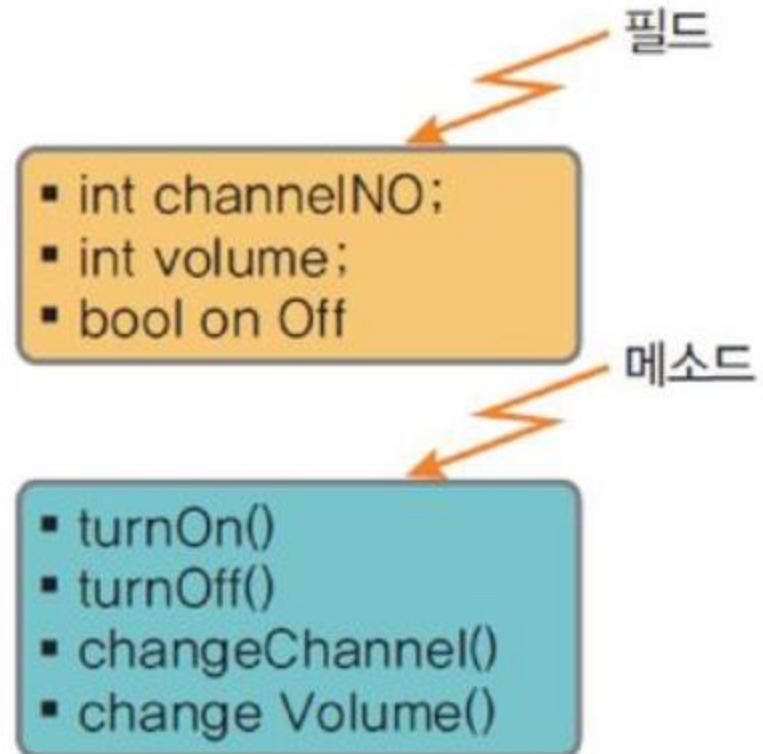 필드
▪ int channelNO;
▪ int volume;
▪ bool on Off
메소드
▪ turnOn()
▪ turnOff()
▪ changeChannel()
▪ change Volume()